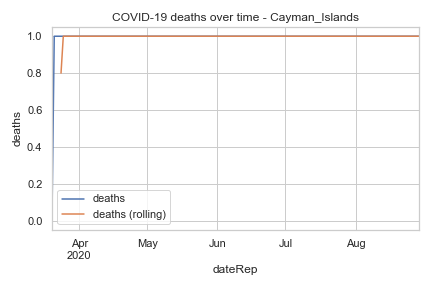 COVID-19 deaths over time - Cayman_Islands
1.0
0.8
0.6
0.4
0.2
0.0
deaths
deaths
deaths (rolling)
Apr May Jun Jul Aug
2020
dateRep